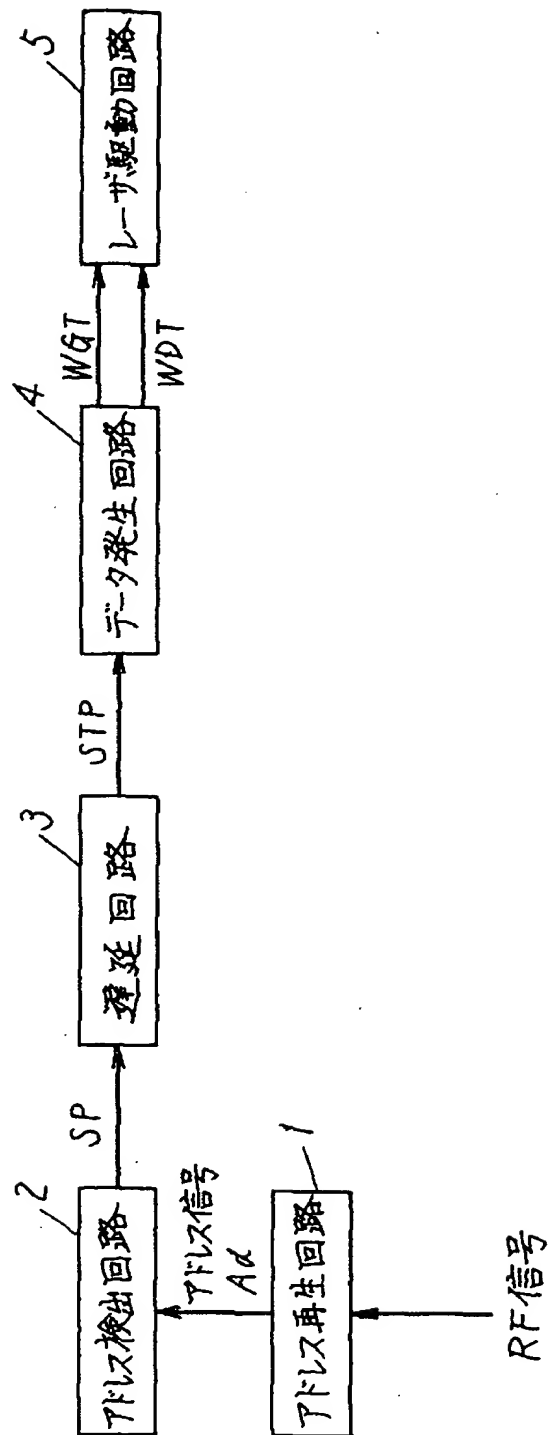 5
レーザ駆動回路
WGT
WDT
4
データ発生回路
STP
3
遅延回路
SP
2
アドレス検出回路
アドレス信号
Ad
1
アドレス再生回路
RF信号